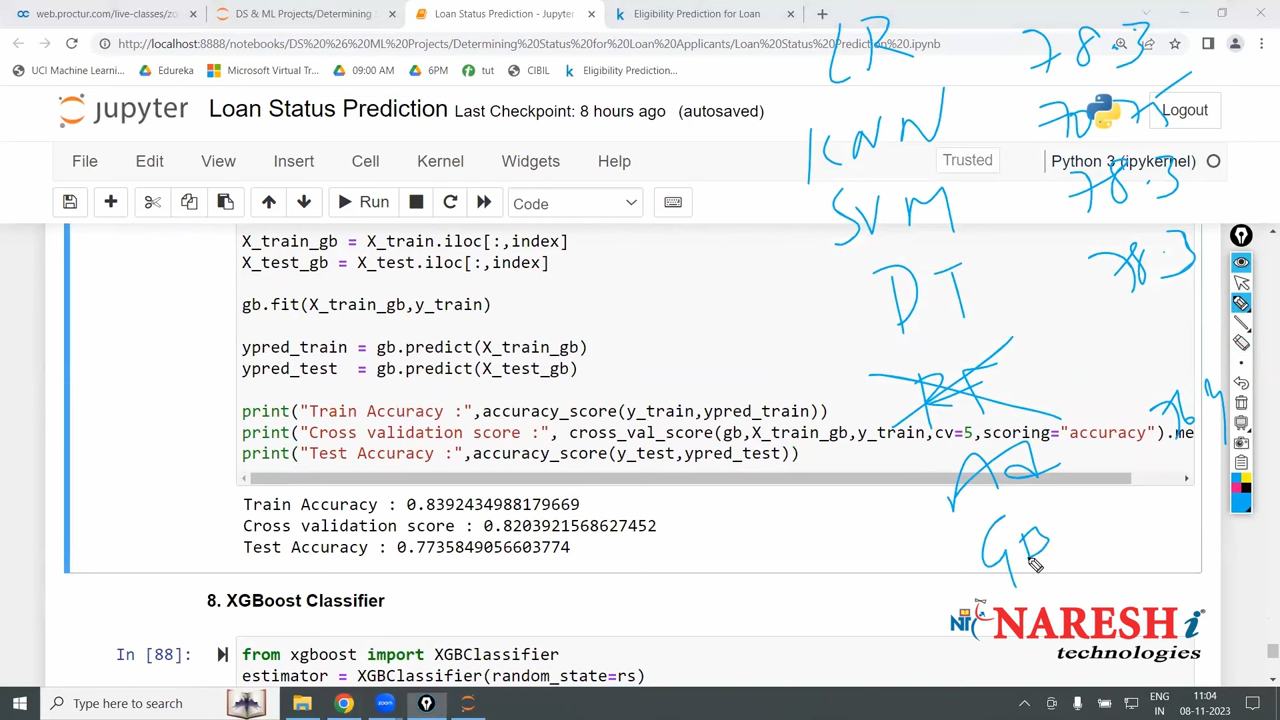 web.proctur.com/live-classes/zo
DS & ML Projects/Determining S
Loan Status Prediction - Jupyter
Eligibility Prediction for Loan
http://localhost:8888/notebooks/DS%20%20%20ML%20Projects/Determining%20Status%20for%20Loan%20Applicants/Loan%20Status%20Prediction%20.ipynb
UCI Machine Learni...
Edureka
Microsoft Virtual Tr...
09:00 AM
6PM
tut
CIBIL
Eligibility Prediction...
LR 78.3
jupyter
Loan Status Prediction Last Checkpoint: 8 hours ago (autosaved)
Logout
KNN
File Edit View Insert Cell Kernel Widgets Help
Trusted
Python 3 (ipykernel)
SVM 78.3
Run
Code
X_train_gb = X_train.iloc[:,index]
X_test_gb = X_test.iloc[:,index]
78.3
DT
gb.fit(X_train_gb,y_train)
ypred_train = gb.predict(X_train_gb)
ypred_test = gb.predict(X_test_gb)
RF
print("Train Accuracy :",accuracy_score(y_train,ypred_train))
print("Cross validation score :", cross_val_score(gb,X_train_gb,y_train,cv=5,scoring="accuracy").me
print("Test Accuracy :",accuracy_score(y_test,ypred_test))
Train Accuracy : 0.8392434988179669
Cross validation score : 0.8203921568627452
Test Accuracy : 0.7735849056603774
GB
8. XGBoost Classifier
NARESH i
technologies
In [88]:
from xgboost import XGBClassifier
estimator = XGBClassifier(random_state=rs)
Type here to search
ENG
IN
11:04
08-11-2023